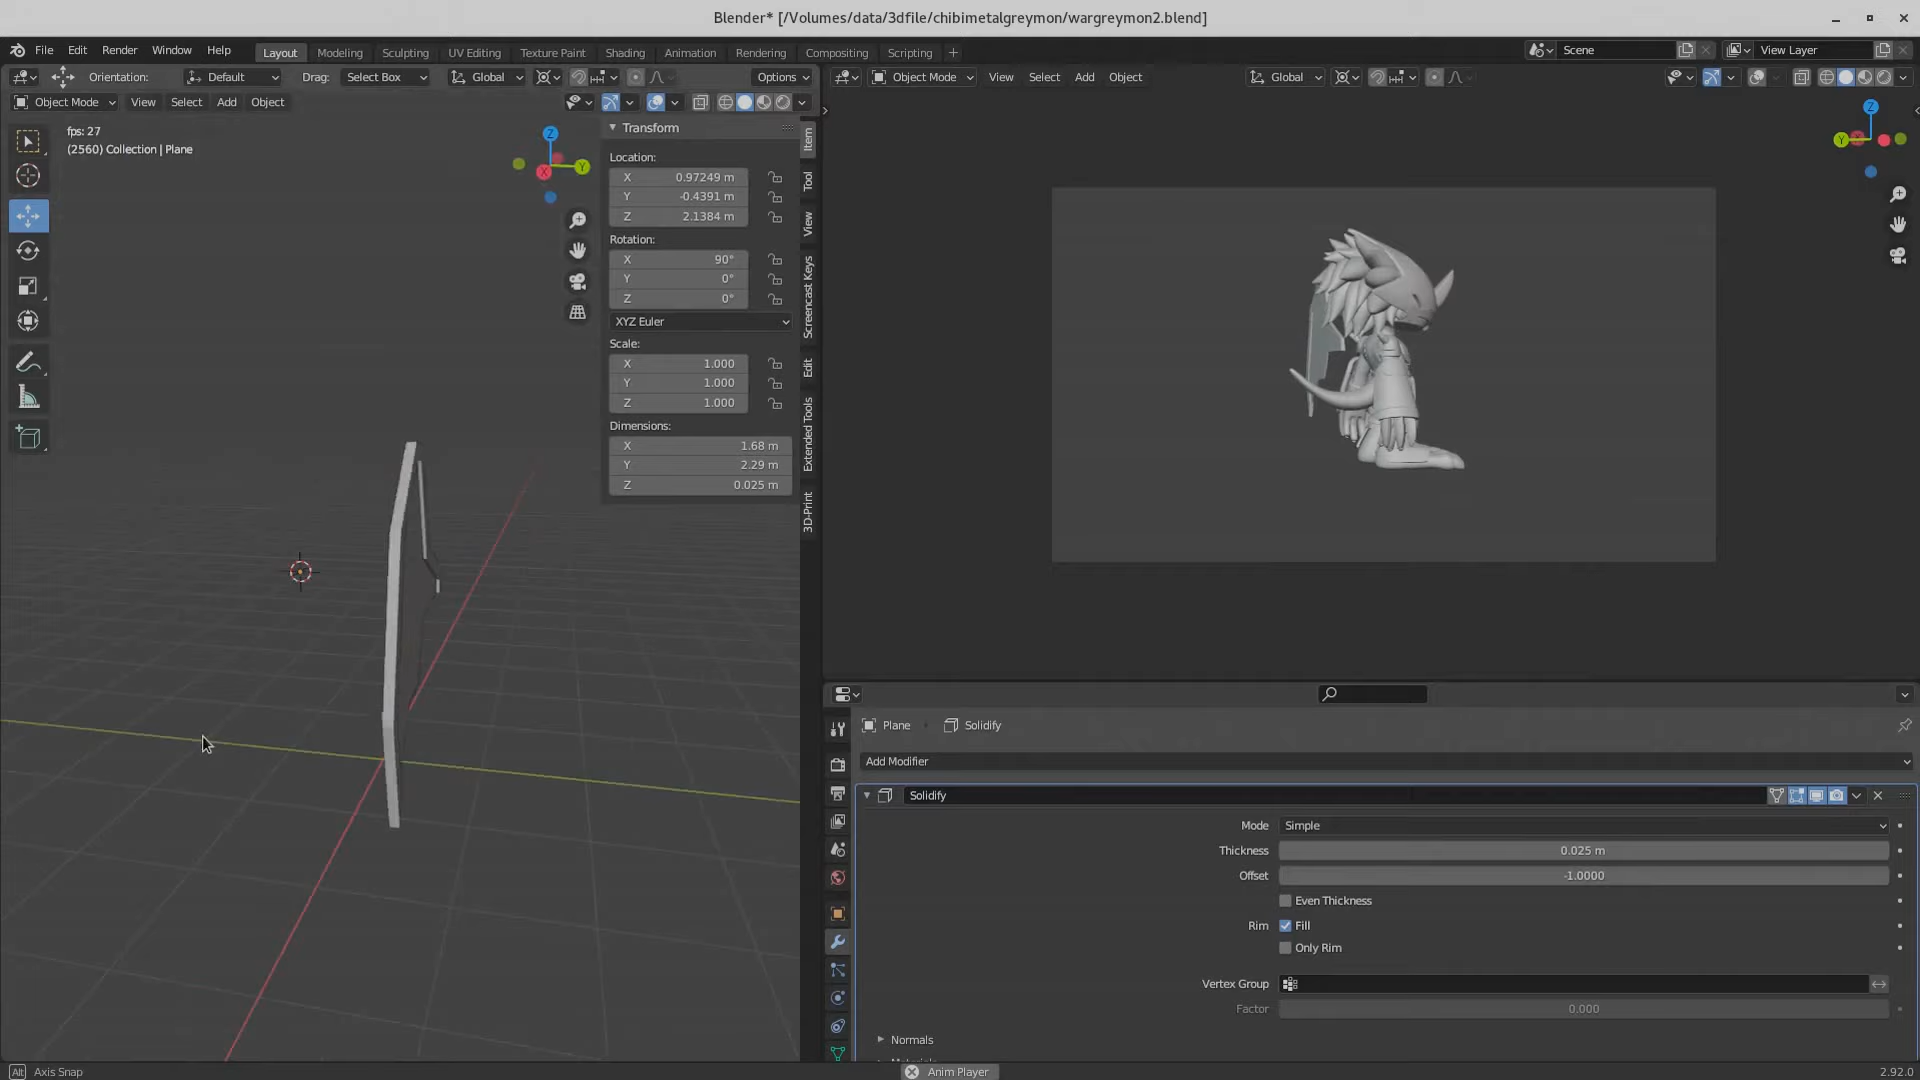 Blender* [/Volumes/data/3dfile/chibimetalgreymon/wargreymon2.blend]
File Edit Render Window Help
Layout Modeling Sculpting UV Editing Texture Paint Shading Animation Rendering Compositing Scripting +
Scene
View Layer
Orientation: Default Drag: Select Box Global Options
Object Mode View Select Add Object Global
Object Mode View Select Add Object
fps: 27
(2560) Collection | Plane
Z
Y
X
Transform
Location:
X 0.97249 m
Y -0.4391 m
Z 2.1384 m
Rotation:
X 90°
Y 0°
Z 0°
XYZ Euler
Scale:
X 1.000
Y 1.000
Z 1.000
Dimensions:
X 1.68 m
Y 2.29 m
Z 0.025 m
Item
Tool
View
Screencast Keys
Edit
Extended Tools
3D-Print
Z
Y
Plane Solidify
Add Modifier
Solidify
Mode Simple
Thickness 0.025 m
Offset -1.0000
Even Thickness
Rim Fill
Only Rim
Vertex Group
Factor 0.000
Normals
Alt Axis Snap
Anim Player
2.92.0